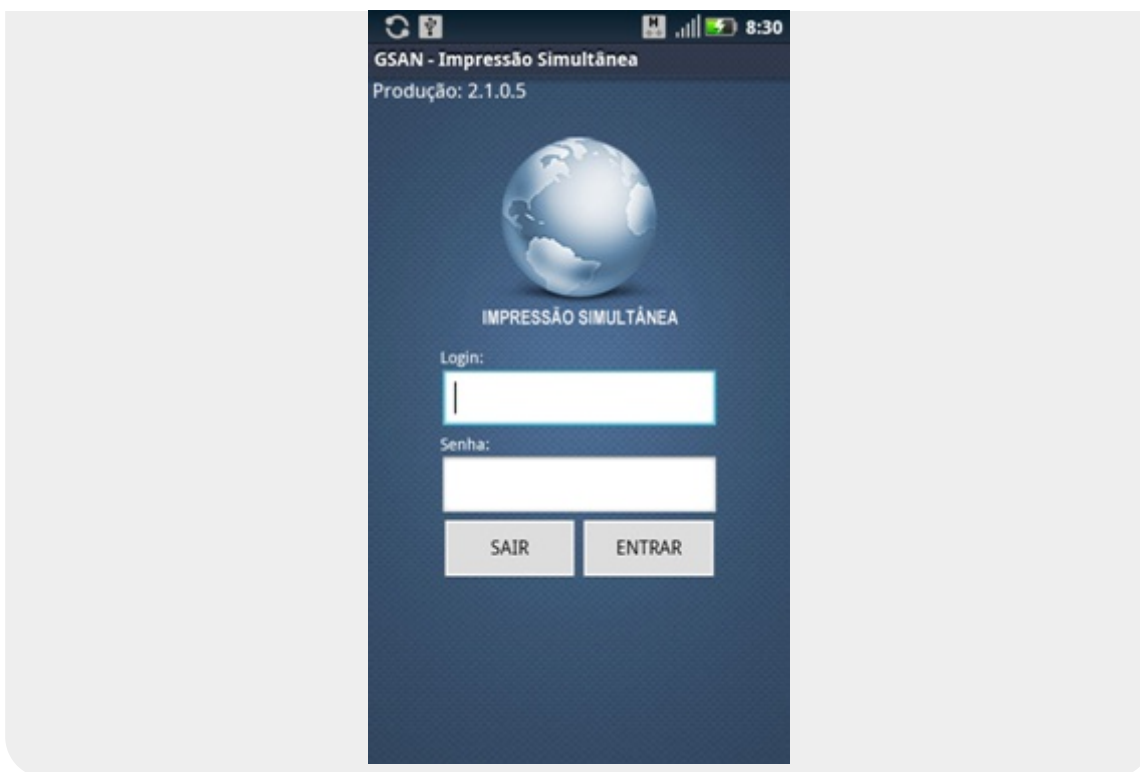 8:30
GSAN - Impressão Simultânea
Produção: 2.1.0.5
IMPRESSÃO SIMULTÂNEA
Login:
Senha:
SAIR ENTRAR